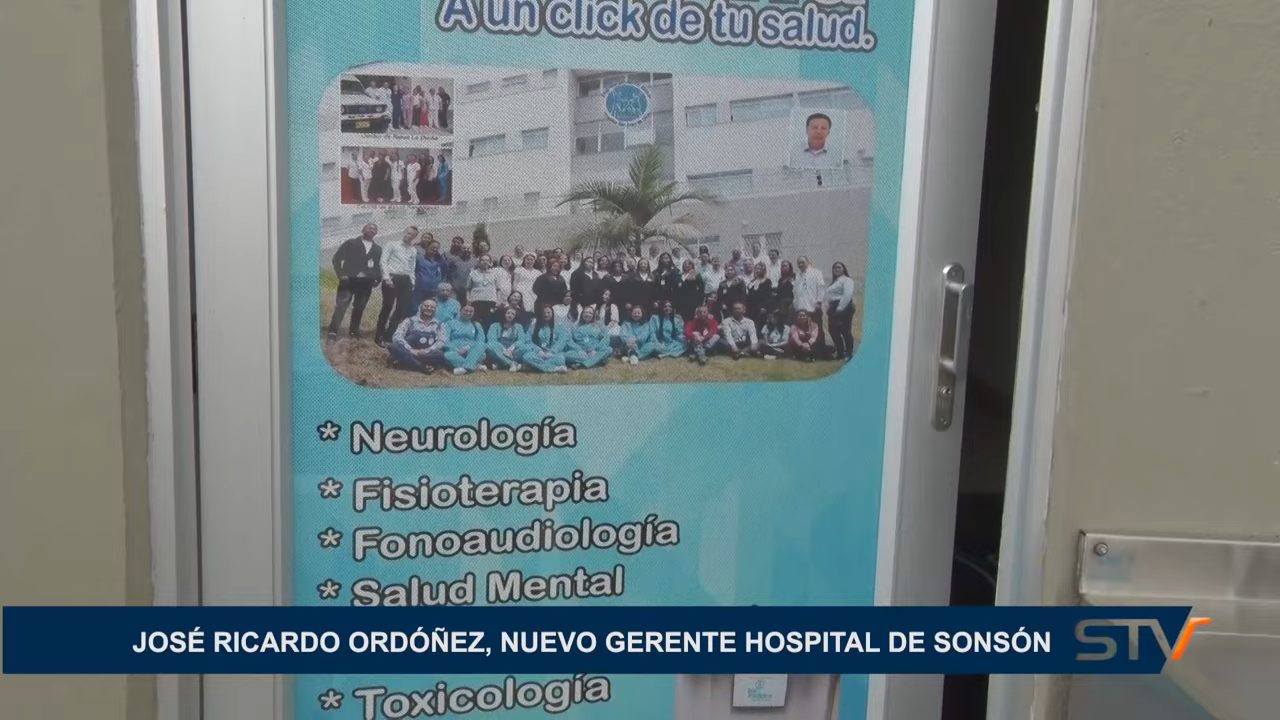 A un click de tu salud.
* Neurología
* Fisioterapia
* Fonoaudiología
* Salud Mental
JOSÉ RICARDO ORDÓÑEZ, NUEVO GERENTE HOSPITAL DE SONSÓN
STV
* Toxicología